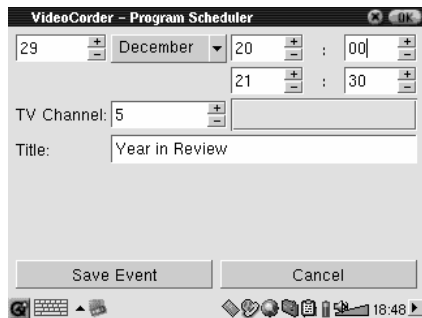 VideoCorder – Program Scheduler OK
29 December 20 : 00
21 : 30
TV Channel: 5
Title: Year in Review
Save Event Cancel
18:48